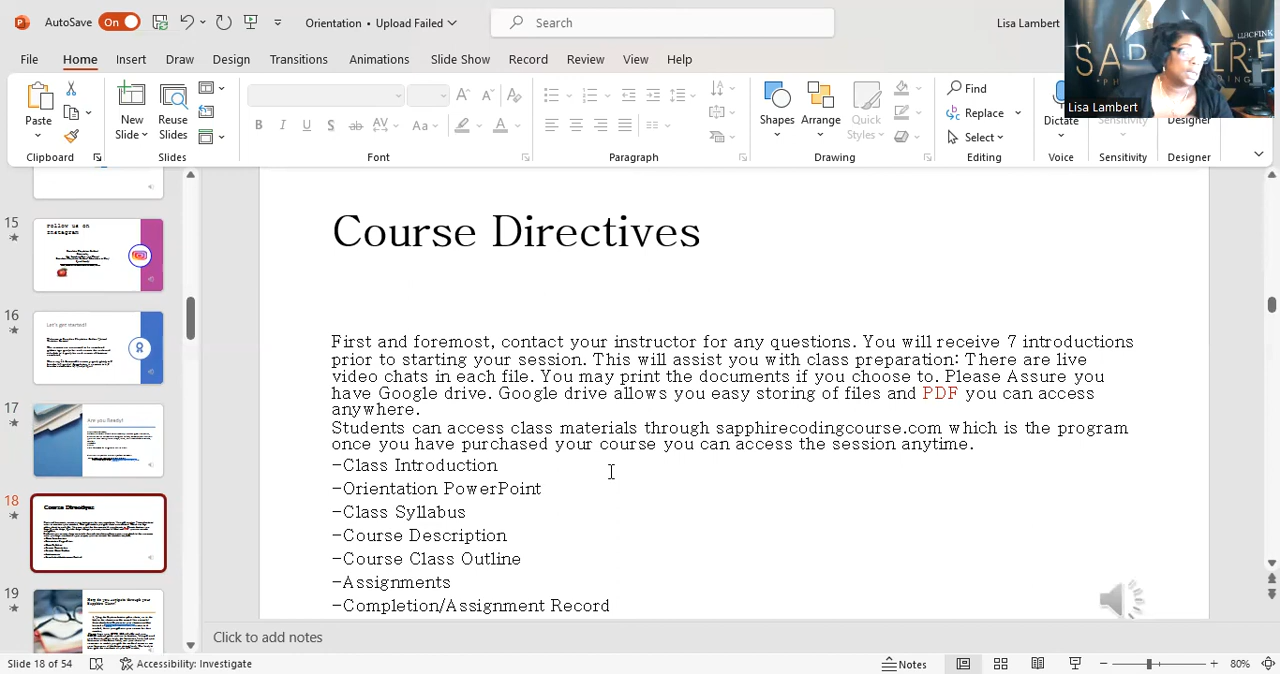 AutoSave On Orientation • Upload Failed Search Lisa Lambert
File Home Insert Draw Design Transitions Animations Slide Show Record Review View Help
Lisa Lambert
Paste New Slide Reuse Slides Shapes Arrange Quick Styles Find Replace Select Dictate Sensitivity Designer
Clipboard Slides Font Paragraph Drawing Editing Voice Sensitivity Designer
15
Follow us on Instagram
16
Let's get started!
17
Are you Ready!
18
Course Directives
19
Course Directives
First and foremost, contact your instructor for any questions. You will receive 7 introductions
prior to starting your session. This will assist you with class preparation: There are live
video chats in each file. You may print the documents if you choose to. Please Assure you
have Google drive. Google drive allows you easy storing of files and PDF you can access
anywhere.
Students can access class materials through sapphirecodingcourse.com which is the program
once you have purchased your course you can access the session anytime.
-Class Introduction
-Orientation PowerPoint
-Class Syllabus
-Course Description
-Course Class Outline
-Assignments
-Completion/Assignment Record
Click to add notes
Slide 18 of 54 Accessibility: Investigate Notes 80%